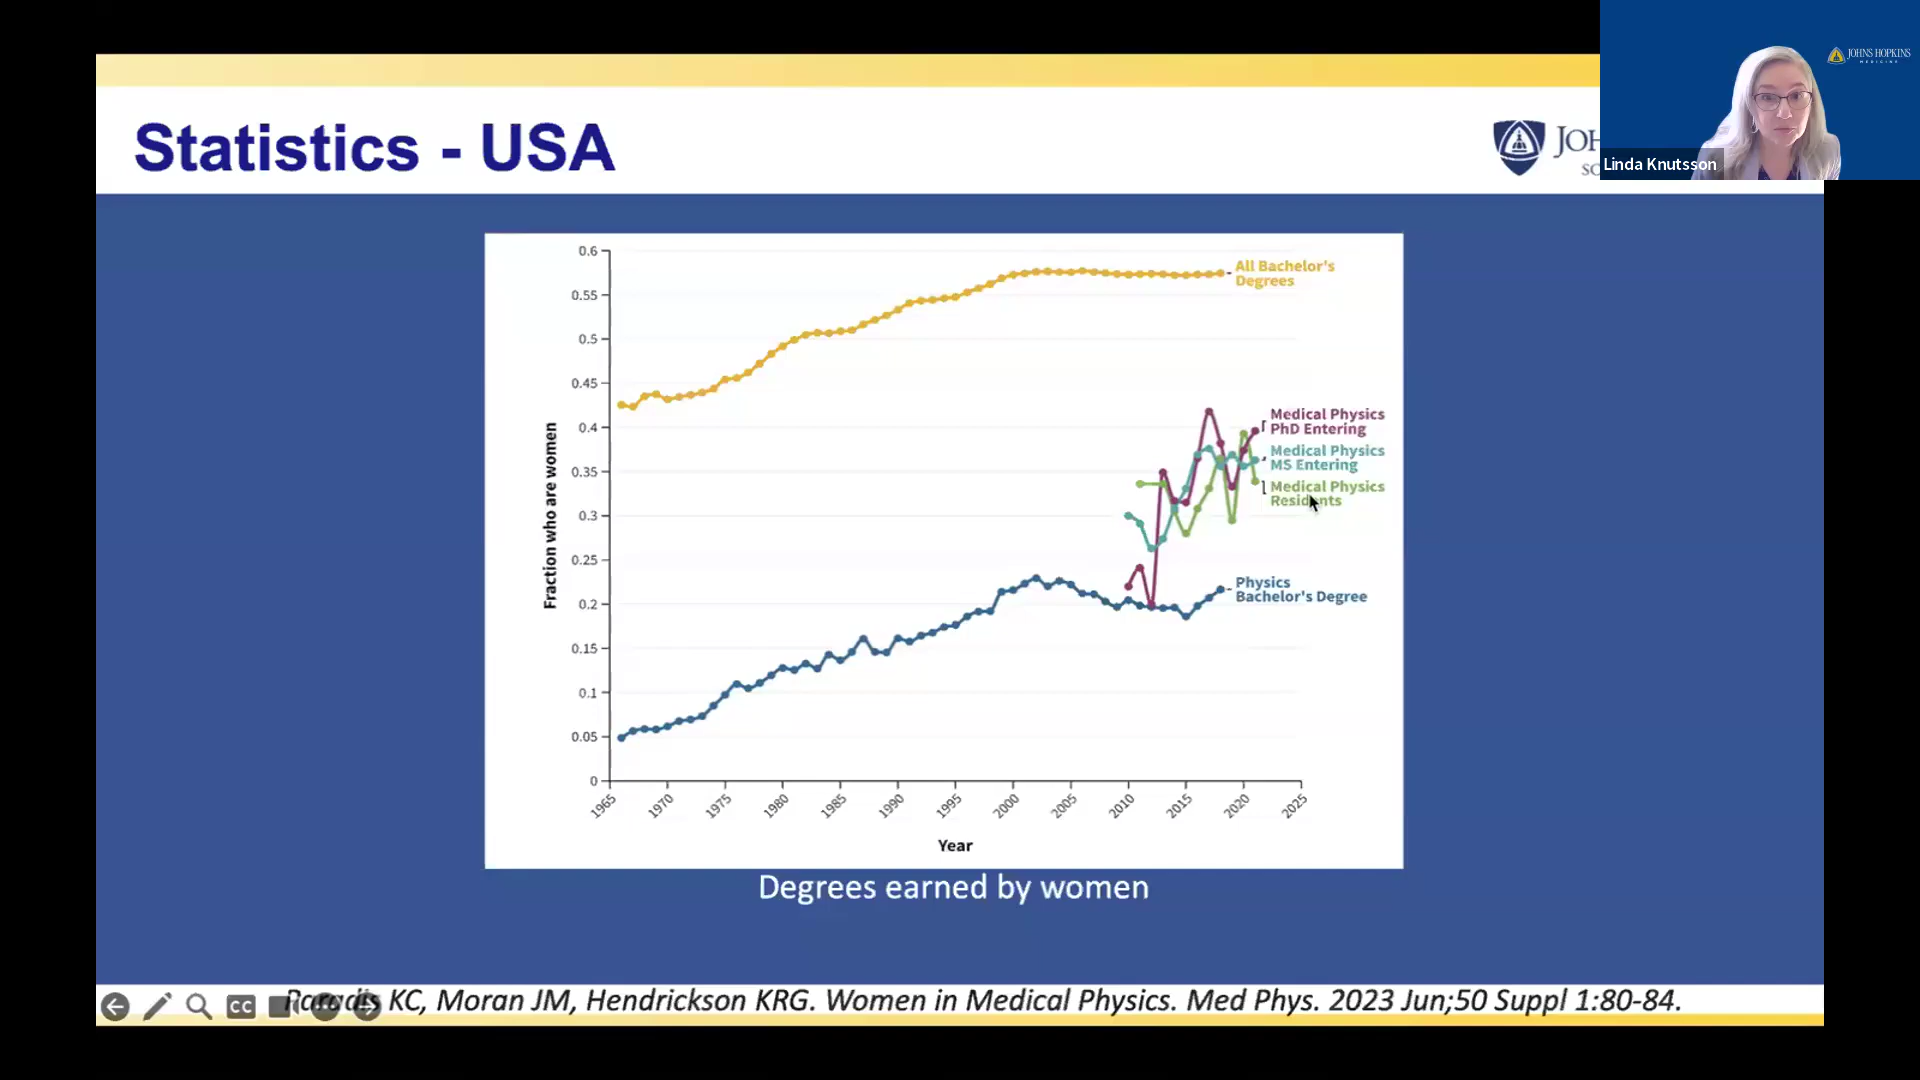 JOHNS HOPKINS
MEDICINE
Linda Knutsson
Statistics - USA
JOH
SC
0.6
0.55
0.5
0.45
0.4
0.35
0.3
0.25
0.2
0.15
0.1
0.05
0
Fraction who are women
All Bachelor's
Degrees
Medical Physics
PhD Entering
Medical Physics
MS Entering
Medical Physics
Residents
Physics
Bachelor's Degree
1965 1970 1975 1980 1985 1990 1995 2000 2005 2010 2015 2020 2025
Year
Degrees earned by women
CC
Paradis KC, Moran JM, Hendrickson KRG. Women in Medical Physics. Med Phys. 2023 Jun;50 Suppl 1:80-84.